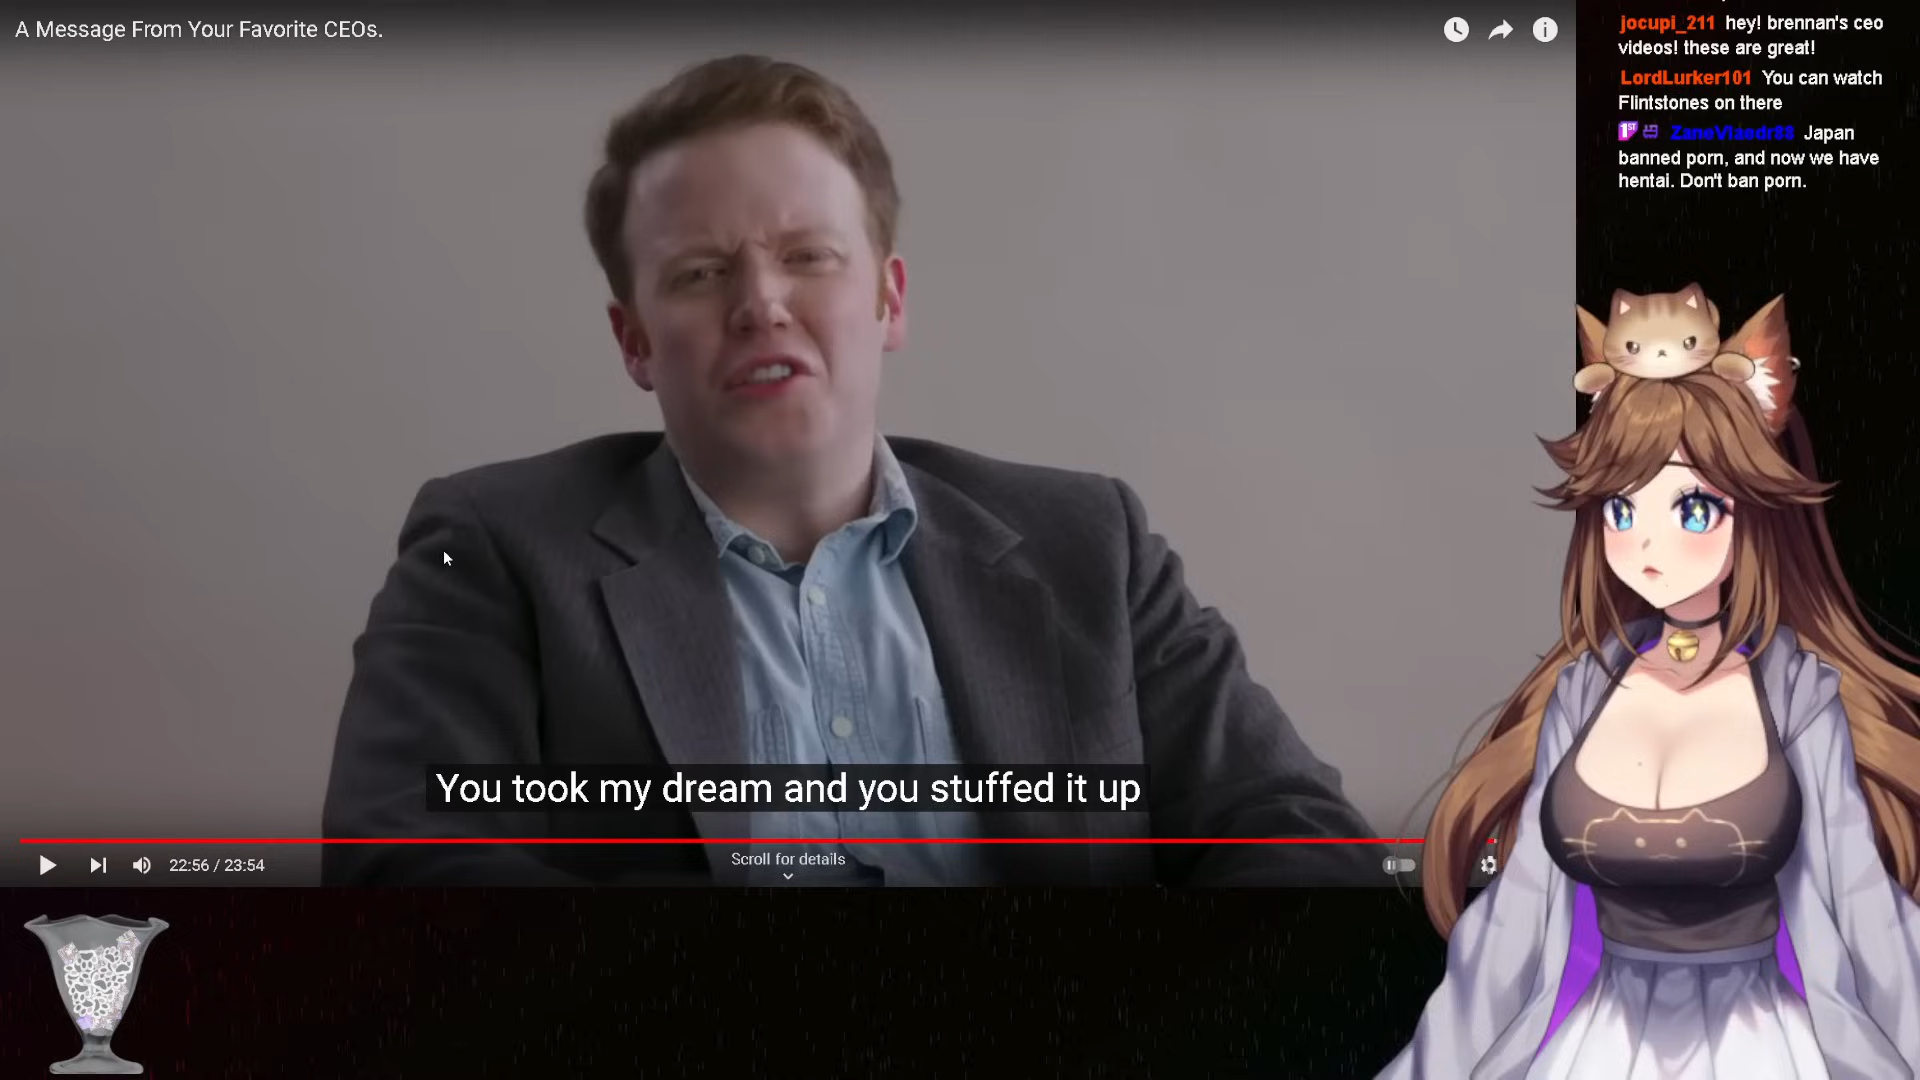 A Message From Your Favorite CEOs.
jocupi_211 hey! brennan's ceo
videos! these are great!
LordLurker101 You can watch
Flintstones on there
1ST ZaneVlaedr88 Japan
banned porn, and now we have
hentai. Don't ban porn.
You took my dream and you stuffed it up
22:56 / 23:54
Scroll for details